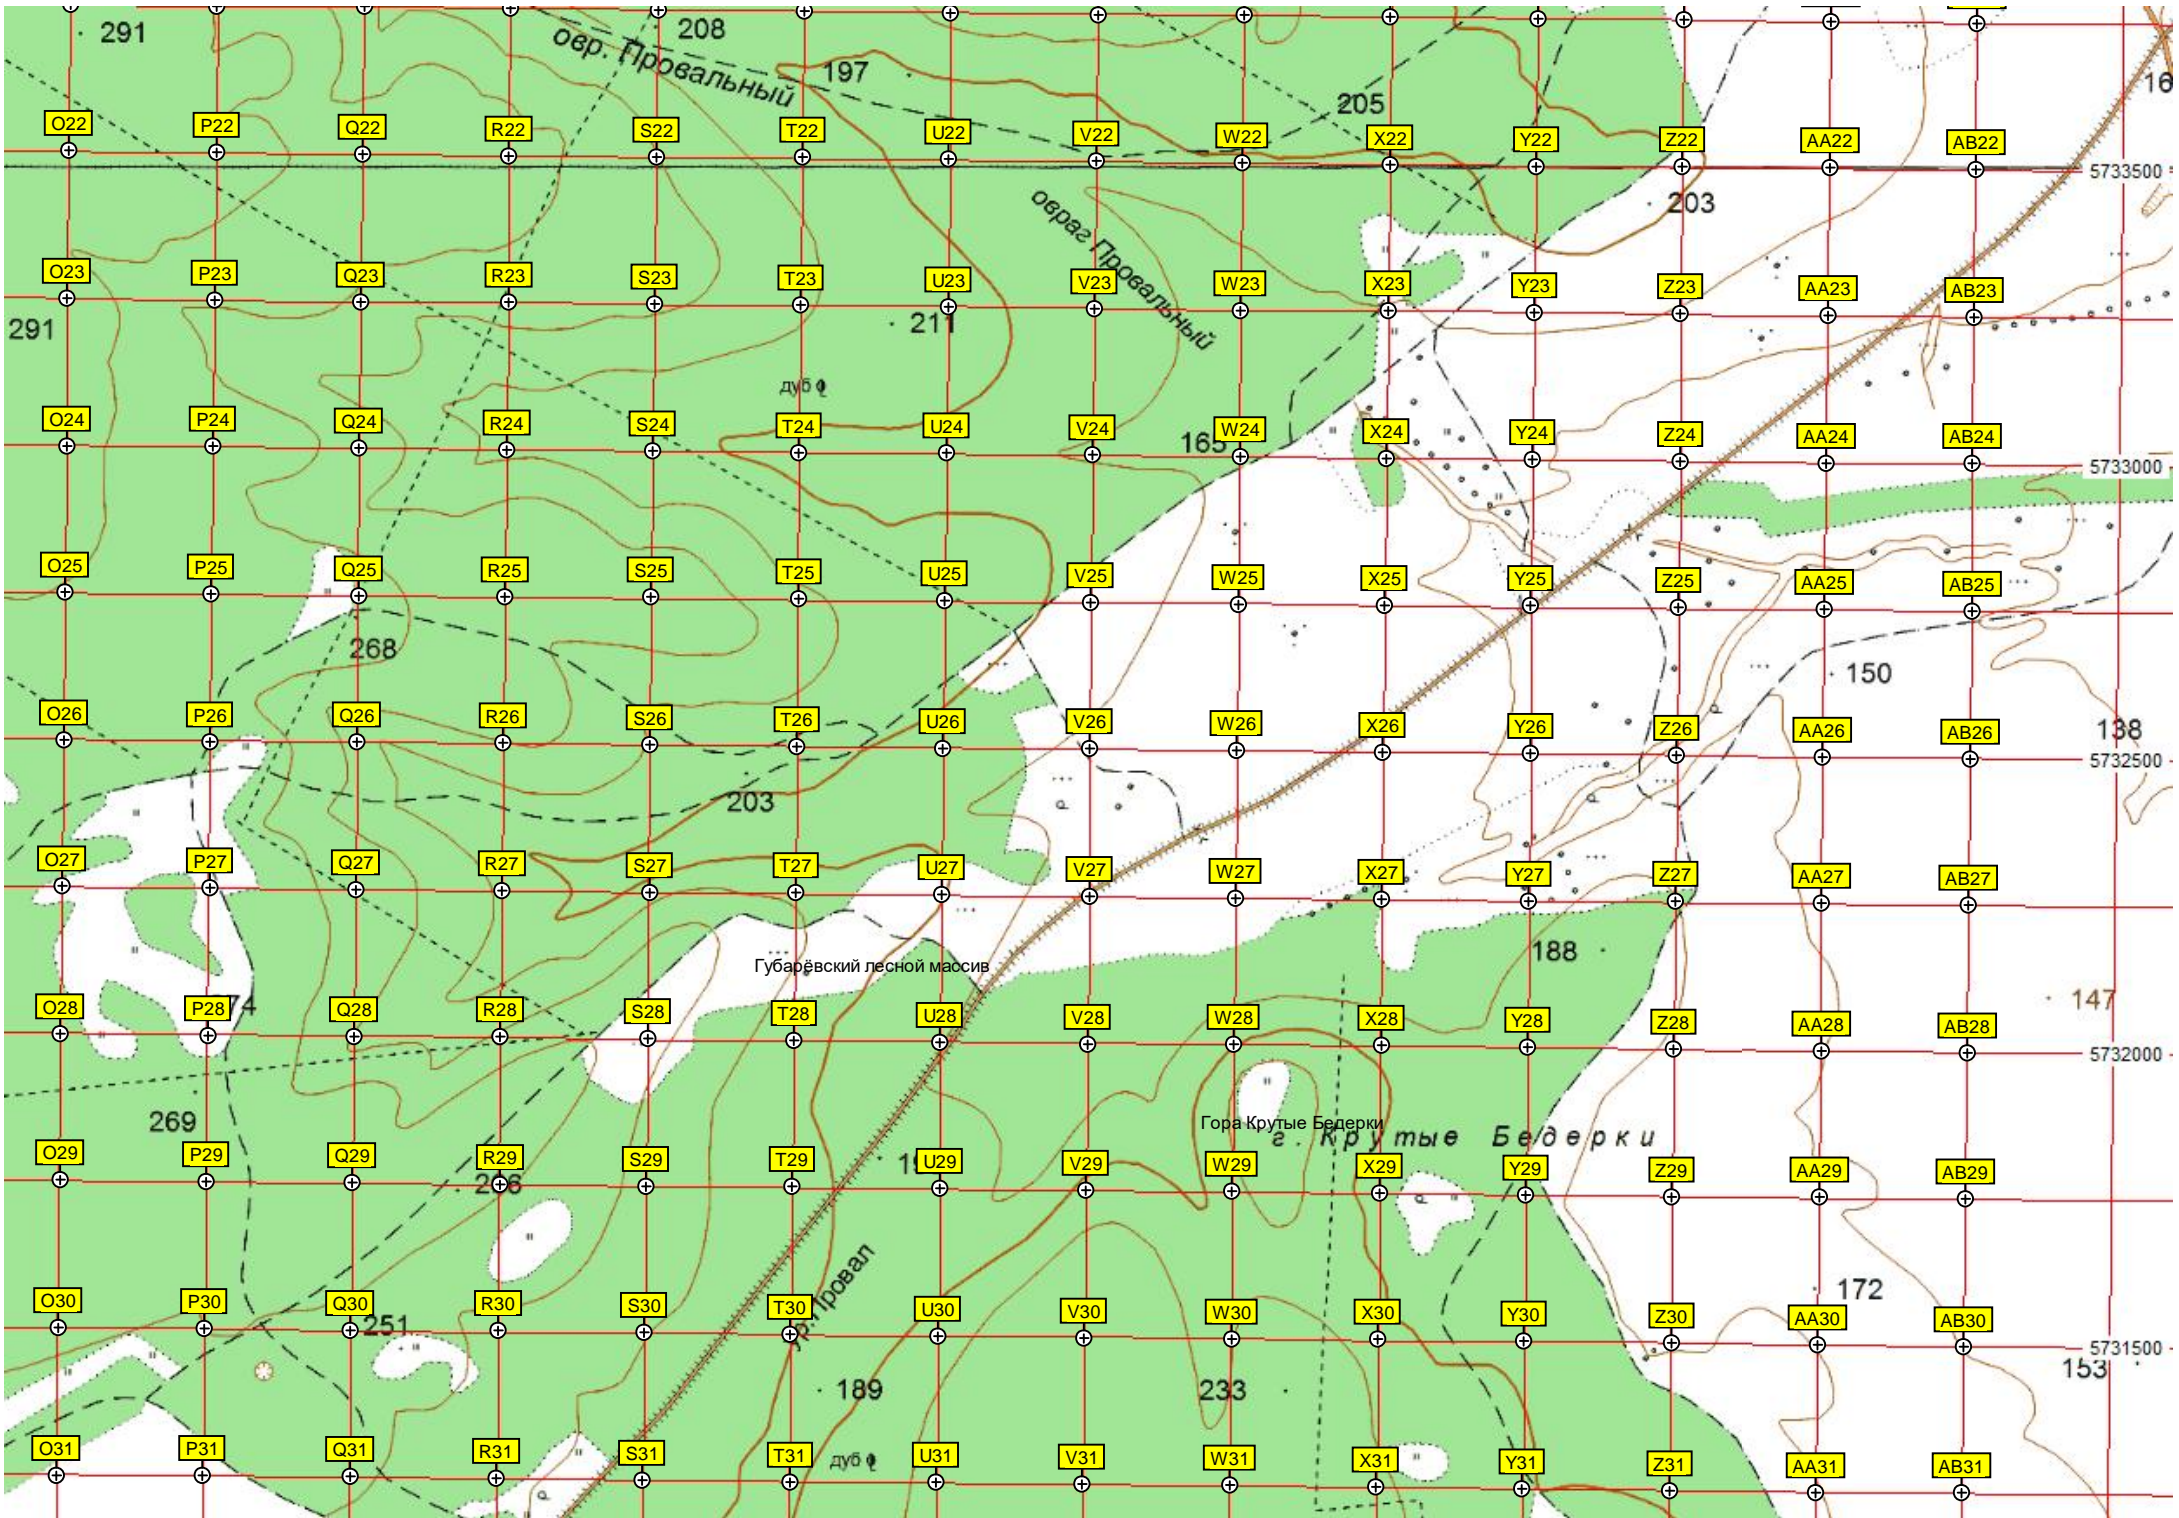 291
208
овр. Провальный
197
16
205
O22 P22 Q22 R22 S22 T22 U22 V22 W22 X22 Y22 Z22 AA22 AB22
5733500
203
овраг Провальный
O23 P23 Q23 R23 S23 T23 U23 V23 W23 X23 Y23 Z23 AA23 AB23
291
211
дуб
O24 P24 Q24 R24 S24 T24 U24 V24 W24 X24 Y24 Z24 AA24 AB24
165
5733000
O25 P25 Q25 R25 S25 T25 U25 V25 W25 X25 Y25 Z25 AA25 AB25
268
150
O26 P26 Q26 R26 S26 T26 U26 V26 W26 X26 Y26 Z26 AA26 AB26
138
5732500
203
O27 P27 Q27 R27 S27 T27 U27 V27 W27 X27 Y27 Z27 AA27 AB27
188
Губарёвский лесной массив
147
O28 P28 Q28 R28 S28 T28 U28 V28 W28 X28 Y28 Z28 AA28 AB28
5732000
269
Гора Крутые Бедерки
г. Крутые Бедерки
O29 P29 Q29 R29 S29 T29 U29 V29 W29 X29 Y29 Z29 AA29 AB29
172
ур.Провал
O30 P30 Q30 R30 S30 T30 U30 V30 W30 X30 Y30 Z30 AA30 AB30
251
5731500
153
189
233
O31 P31 Q31 R31 S31 T31 U31 V31 W31 X31 Y31 Z31 AA31 AB31
дуб